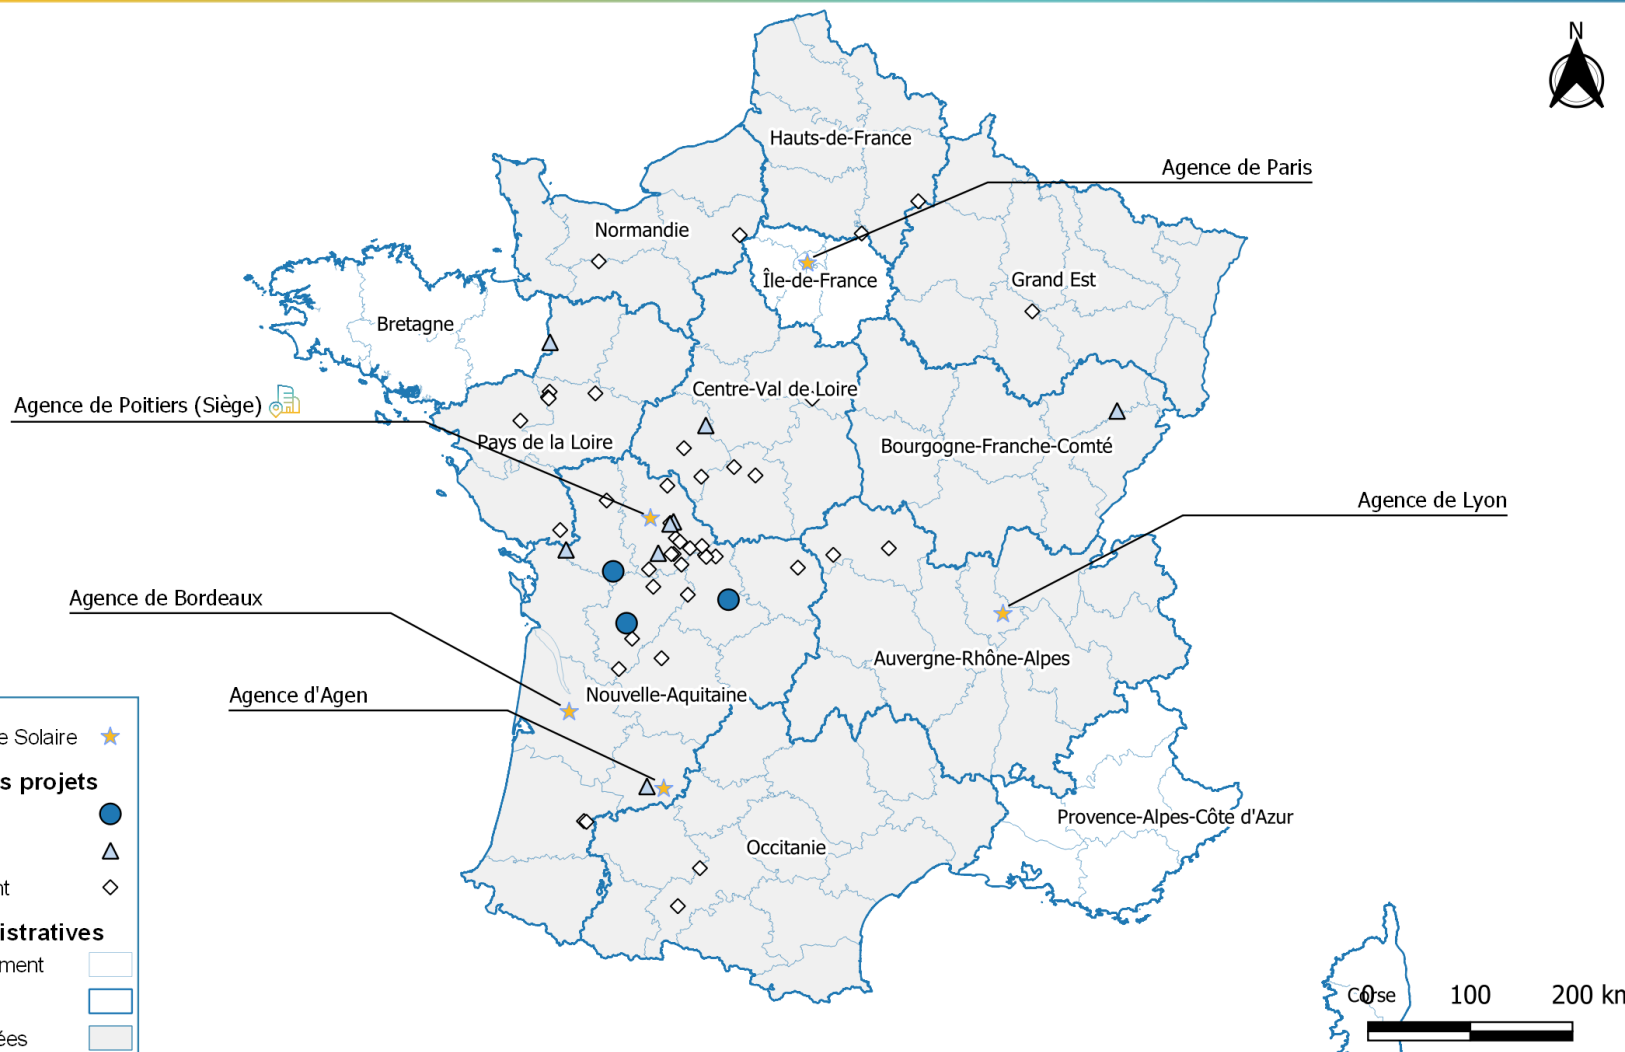 N
Hauts-de-France
Agence de Paris
Normandie
Île-de-France
Grand Est
Bretagne
Centre-Val de Loire
Agence de Poitiers (Siège)
Pays de la Loire
Bourgogne-Franche-Comté
Agence de Lyon
Agence de Bordeaux
Auvergne-Rhône-Alpes
Agence d'Agen
Nouvelle-Aquitaine
e Solaire
s projets
Provence-Alpes-Côte d'Azur
Occitanie
nt
istratives
ment
ées
Corse
0 100 200 km